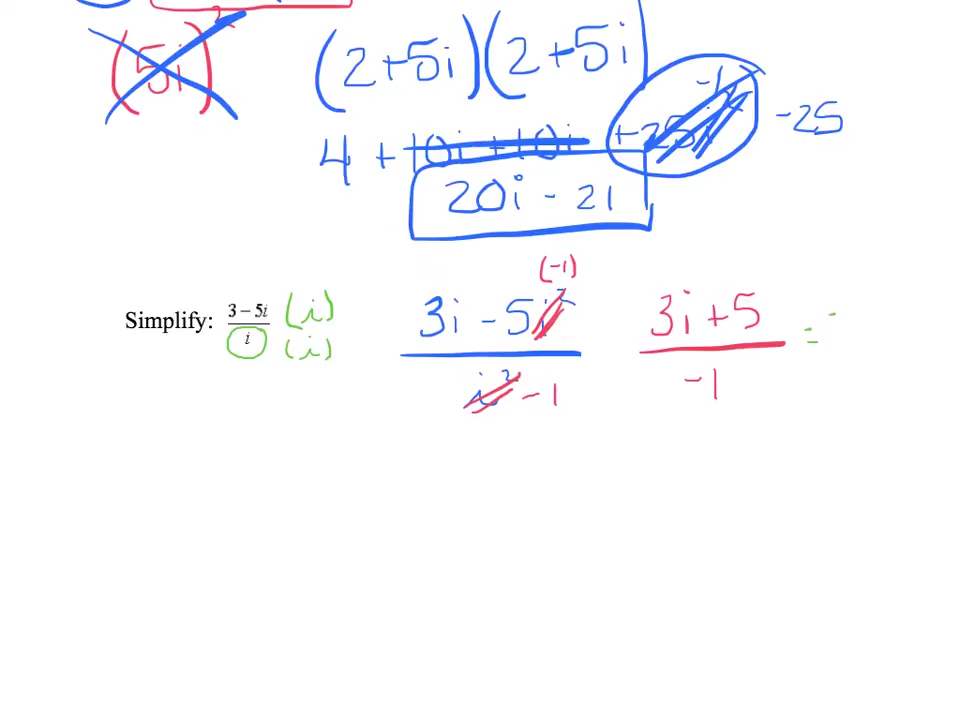 (5i)² (2+5i)(2+5i)
4 +10i +10i +25i² -1 -25
20i - 21
Simplify: 3 – 5i / i (i) (i)
3i - 5i² (-1) / i² -1
3i + 5 / -1 =